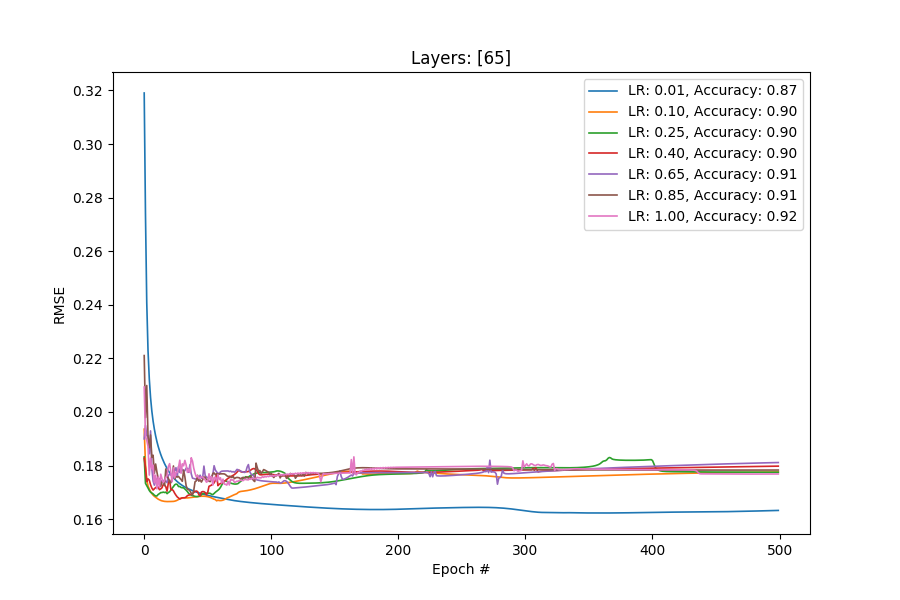 Layers: [65]
LR: 0.01, Accuracy: 0.87
LR: 0.10, Accuracy: 0.90
LR: 0.25, Accuracy: 0.90
LR: 0.40, Accuracy: 0.90
LR: 0.65, Accuracy: 0.91
LR: 0.85, Accuracy: 0.91
LR: 1.00, Accuracy: 0.92
RMSE
0.32
0.30
0.28
0.26
0.24
0.22
0.20
0.18
0.16
0 100 200 300 400 500
Epoch #